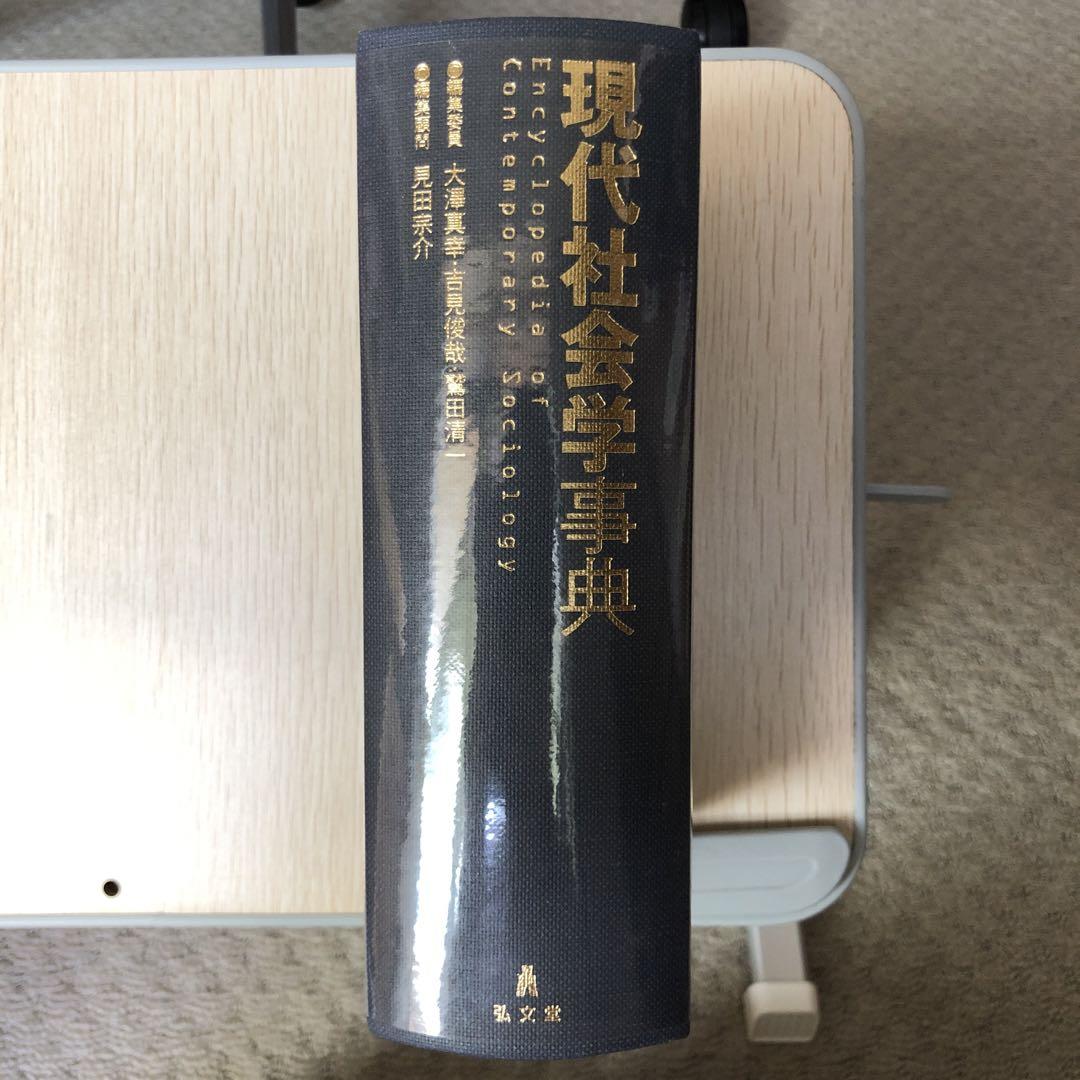 現代社会学事典
Encyclopedia of
Contemporary Sociology
●編集委員 大澤真幸・吉見俊哉・鷲田清一
●編集顧問 見田宗介
弘文堂